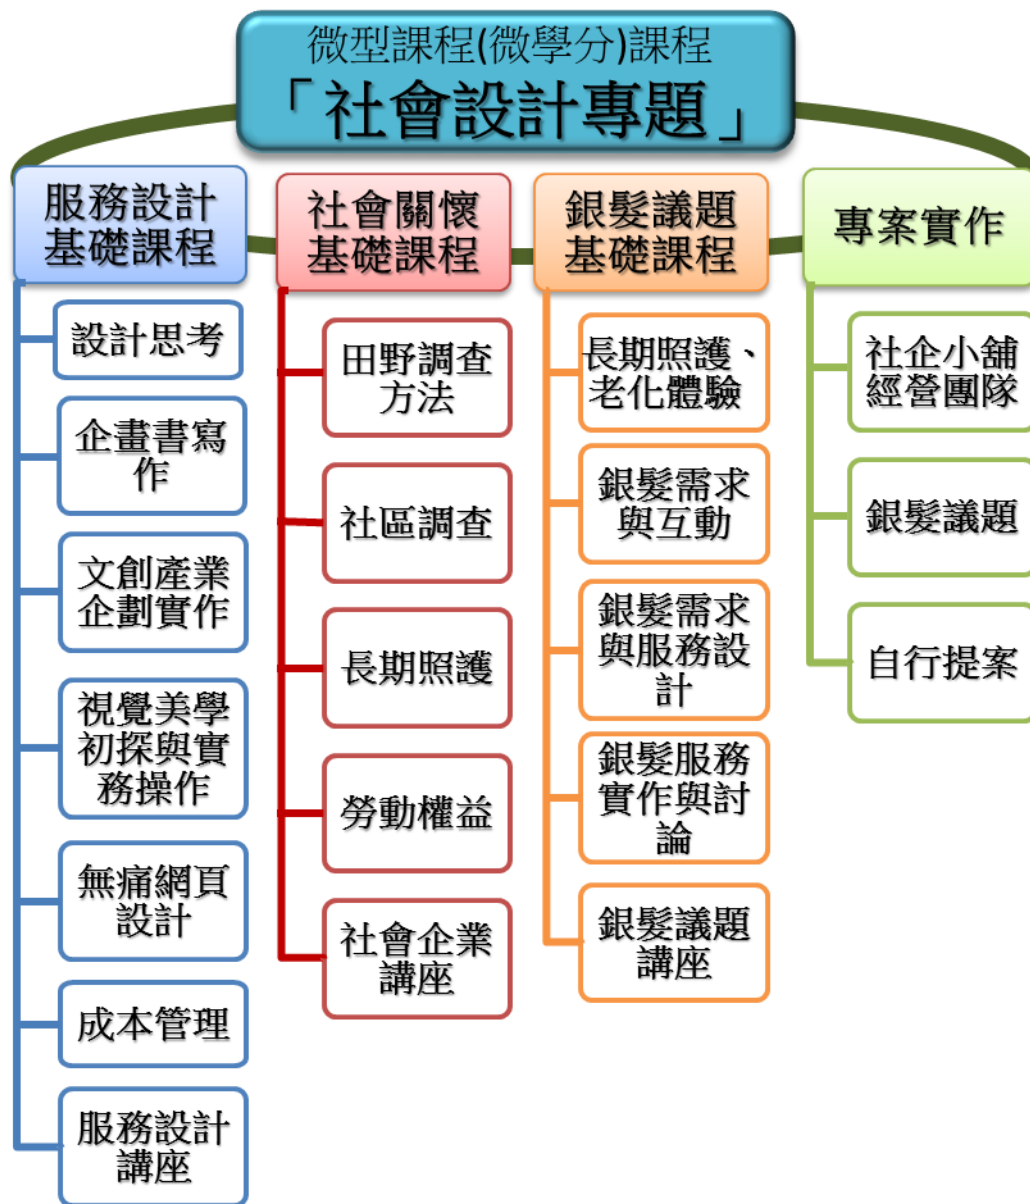 微型課程(微學分)課程
「社會設計專題」
服務設計
基礎課程
設計思考
企畫書寫
作
文創產業
企劃實作
視覺美學
初探與實
務操作
無痛網頁
設計
成本管理
服務設計
講座
社會關懷
基礎課程
田野調查
方法
社區調查
長期照護
勞動權益
社會企業
講座
銀髮議題
基礎課程
長期照護、
老化體驗
銀髮需求
與互動
銀髮需求
與服務設
計
銀髮服務
實作與討
論
銀髮議題
講座
專案實作
社企小舖
經營團隊
銀髮議題
自行提案